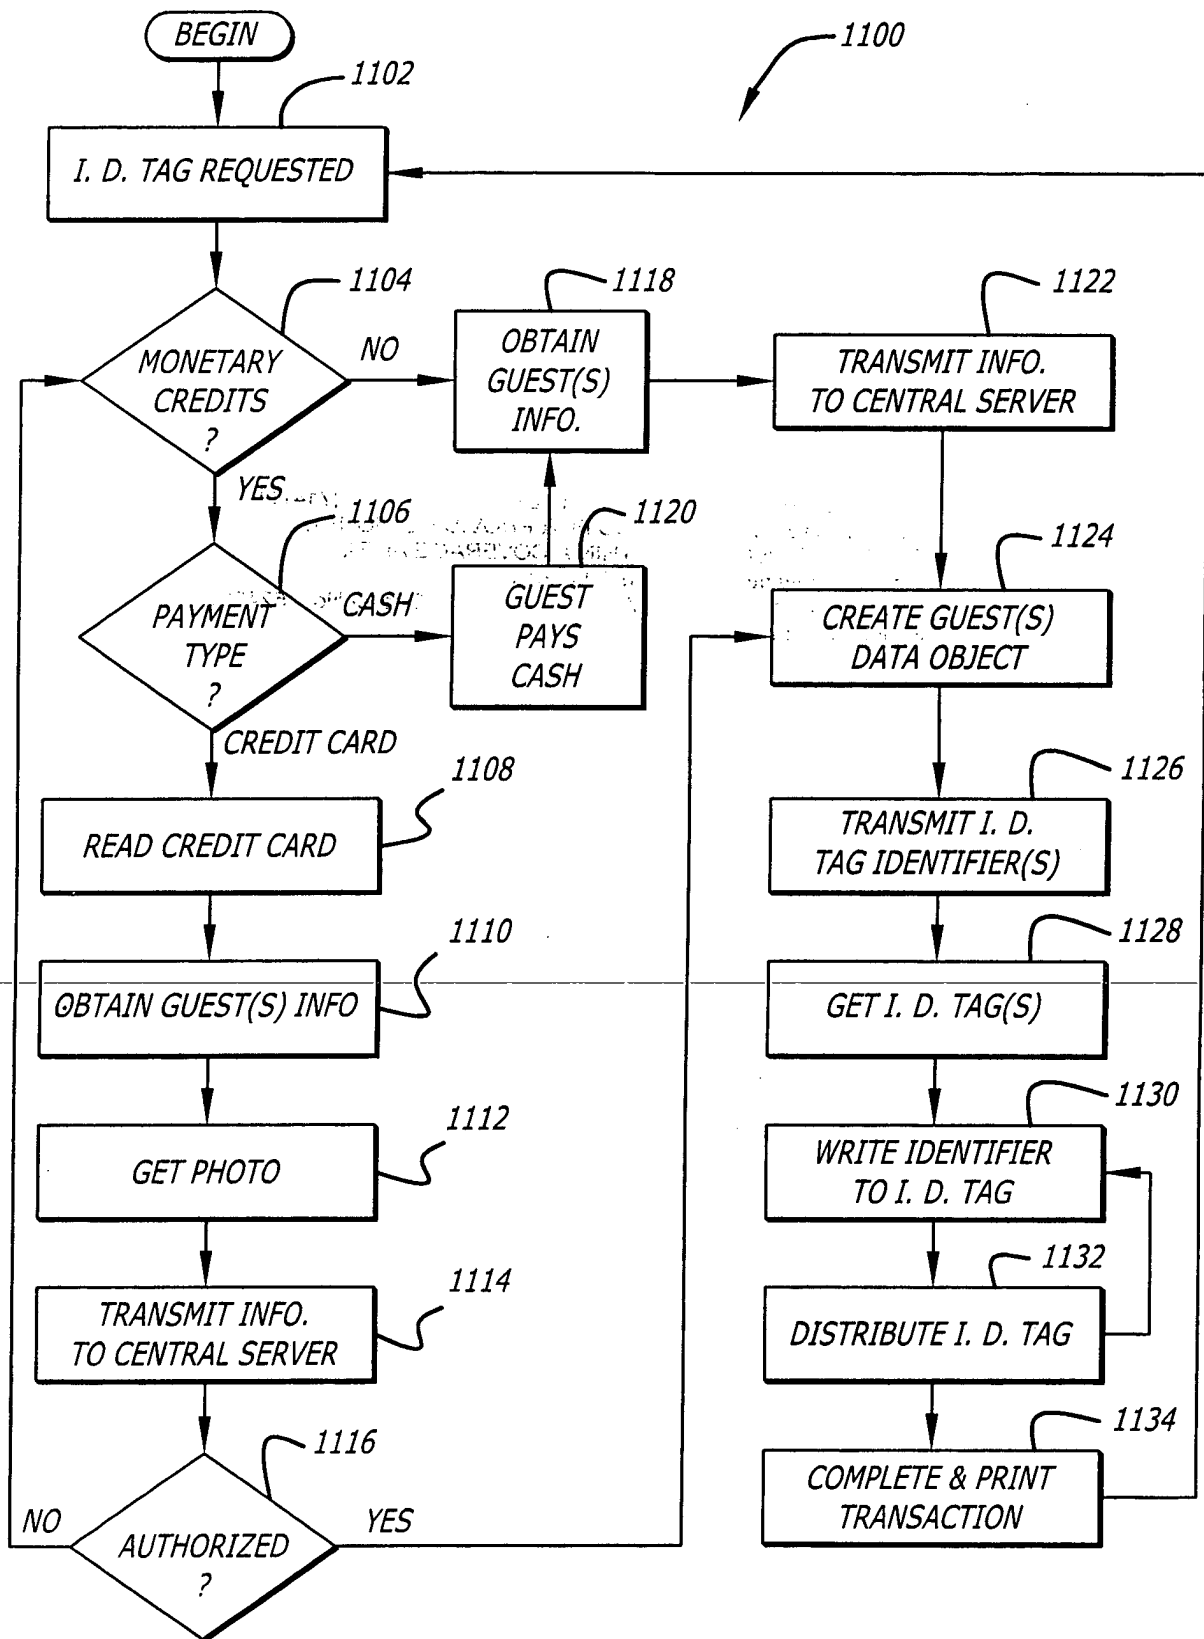 BEGIN
1100
1102
I. D. TAG REQUESTED
1104
MONETARY
CREDITS
?
NO
YES
1118
OBTAIN
GUEST(S)
INFO.
1122
TRANSMIT INFO.
TO CENTRAL SERVER
1106
PAYMENT
TYPE
?
CASH
CREDIT CARD
1120
GUEST
PAYS
CASH
1124
CREATE GUEST(S)
DATA OBJECT
1108
READ CREDIT CARD
1126
TRANSMIT I. D.
TAG IDENTIFIER(S)
1110
OBTAIN GUEST(S) INFO
1128
GET I. D. TAG(S)
1112
GET PHOTO
1130
WRITE IDENTIFIER
TO I. D. TAG
1114
TRANSMIT INFO.
TO CENTRAL SERVER
1132
DISTRIBUTE I. D. TAG
1116
AUTHORIZED
?
NO
YES
1134
COMPLETE & PRINT
TRANSACTION